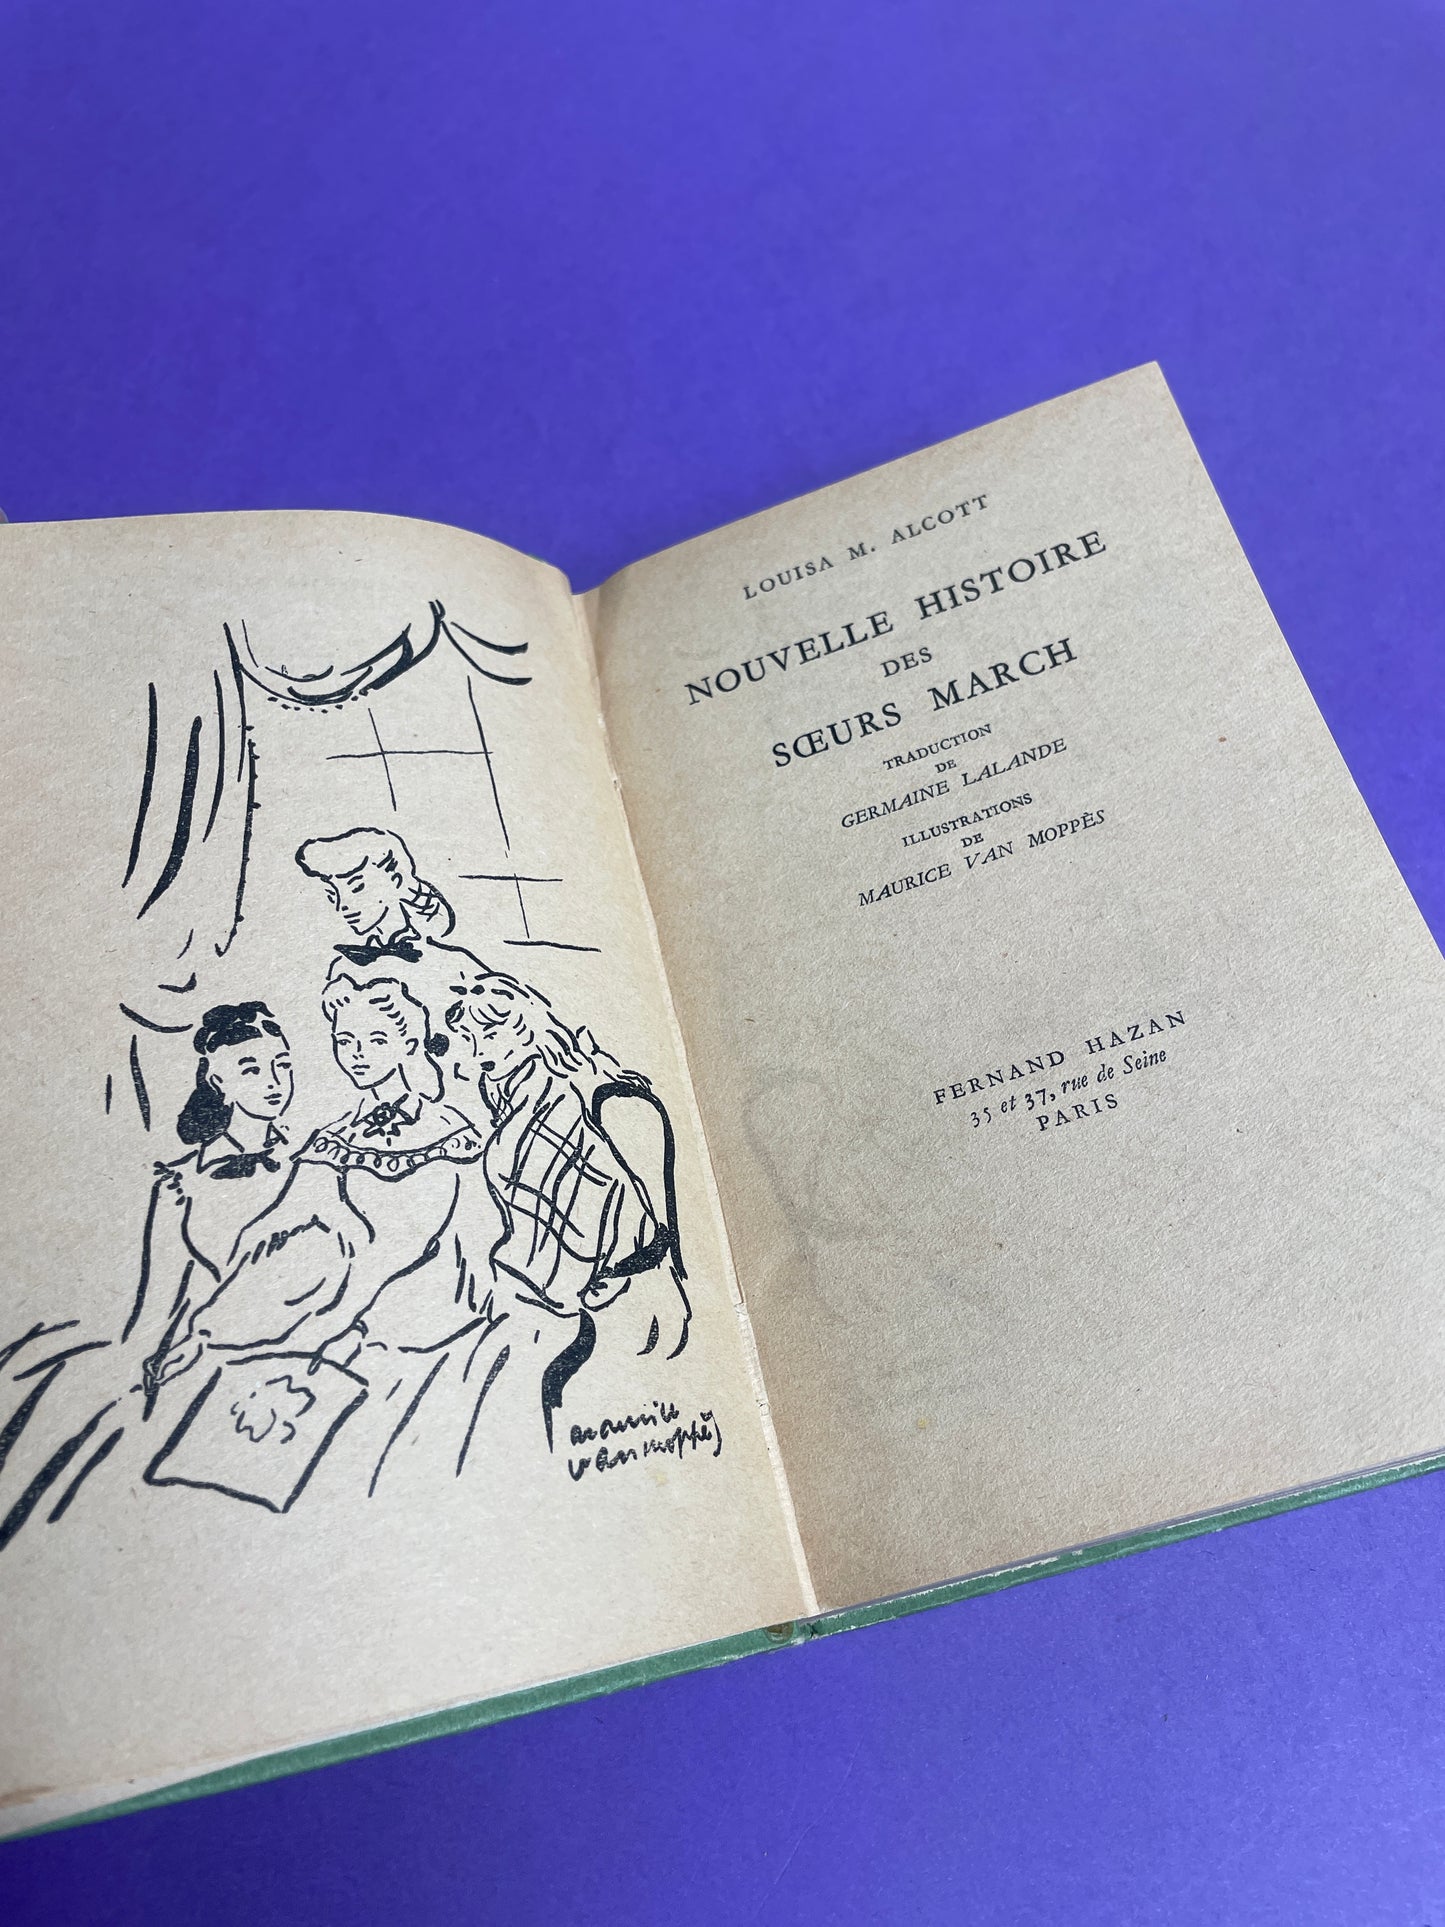 maurice
van moppès
LOUISA M. ALCOTT
NOUVELLE HISTOIRE
DES
SŒURS MARCH
TRADUCTION
DE
GERMAINE LALANDE
ILLUSTRATIONS
DE
MAURICE VAN MOPPÈS
FERNAND HAZAN
35 et 37, rue de Seine
PARIS